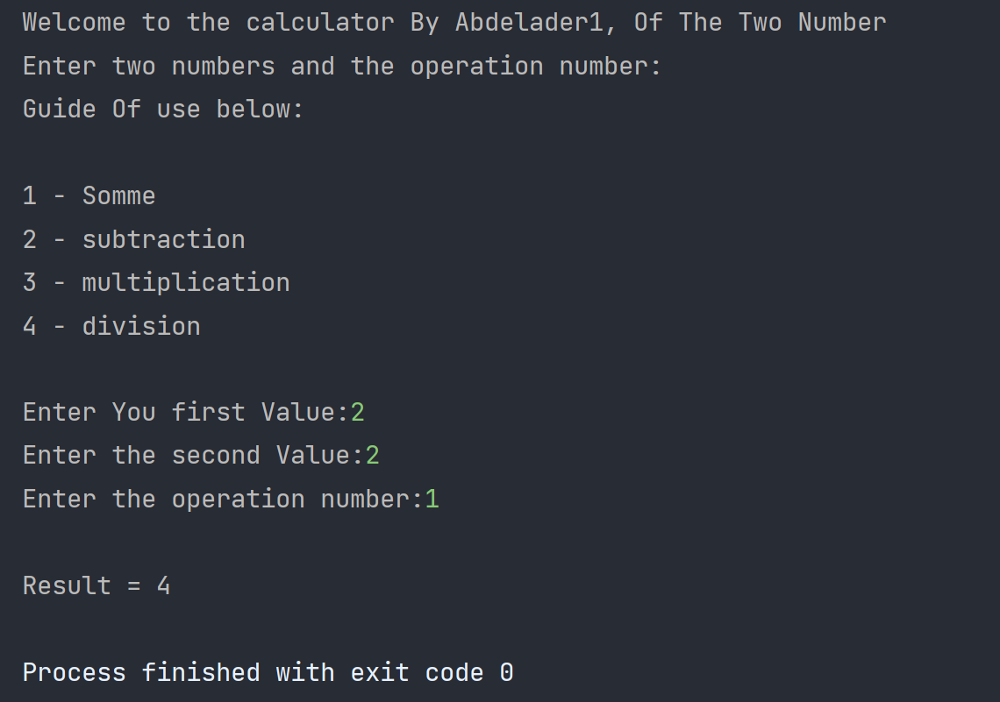 Welcome to the calculator By Abdelader1, Of The Two Number
Enter two numbers and the operation number:
Guide Of use below:
1 - Somme
2 - subtraction
3 - multiplication
4 - division
Enter You first Value:2
Enter the second Value:2
Enter the operation number:1
Result = 4
Process finished with exit code 0